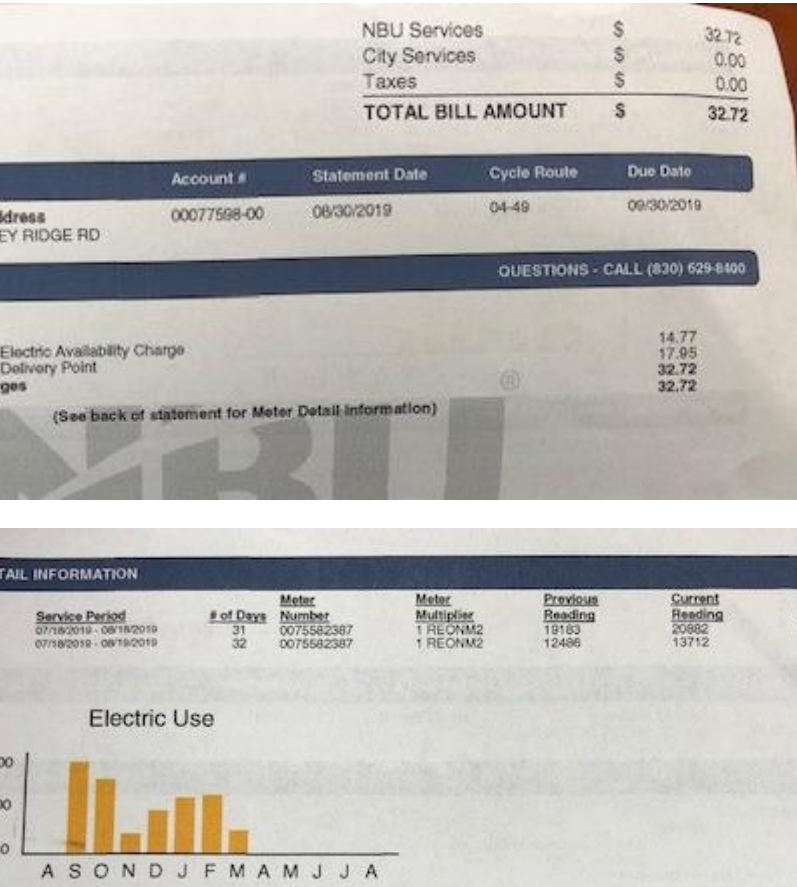 NBU Services $ 32.72
City Services $ 0.00
Taxes $ 0.00
TOTAL BILL AMOUNT $ 32.72
Account # Statement Date Cycle Route Due Date
ddress 00077598-00 08/30/2019 04-49 09/30/2019
EY RIDGE RD
QUESTIONS - CALL (830) 629-8400
Electric Availability Charge 14.77
Delivery Point 17.95
ges 32.72
32.72
(See back of statement for Meter Detail Information)
NBU ®
TAIL INFORMATION
Meter Meter Previous Current
Service Period # of Days Number Multiplier Reading Reading
07/18/2019 - 08/18/2019 31 0075582387 1 REONM2 19183 20882
07/18/2019 - 08/19/2019 32 0075582387 1 REONM2 12486 13712
Electric Use
00
00
0
A S O N D J F M A M J J A